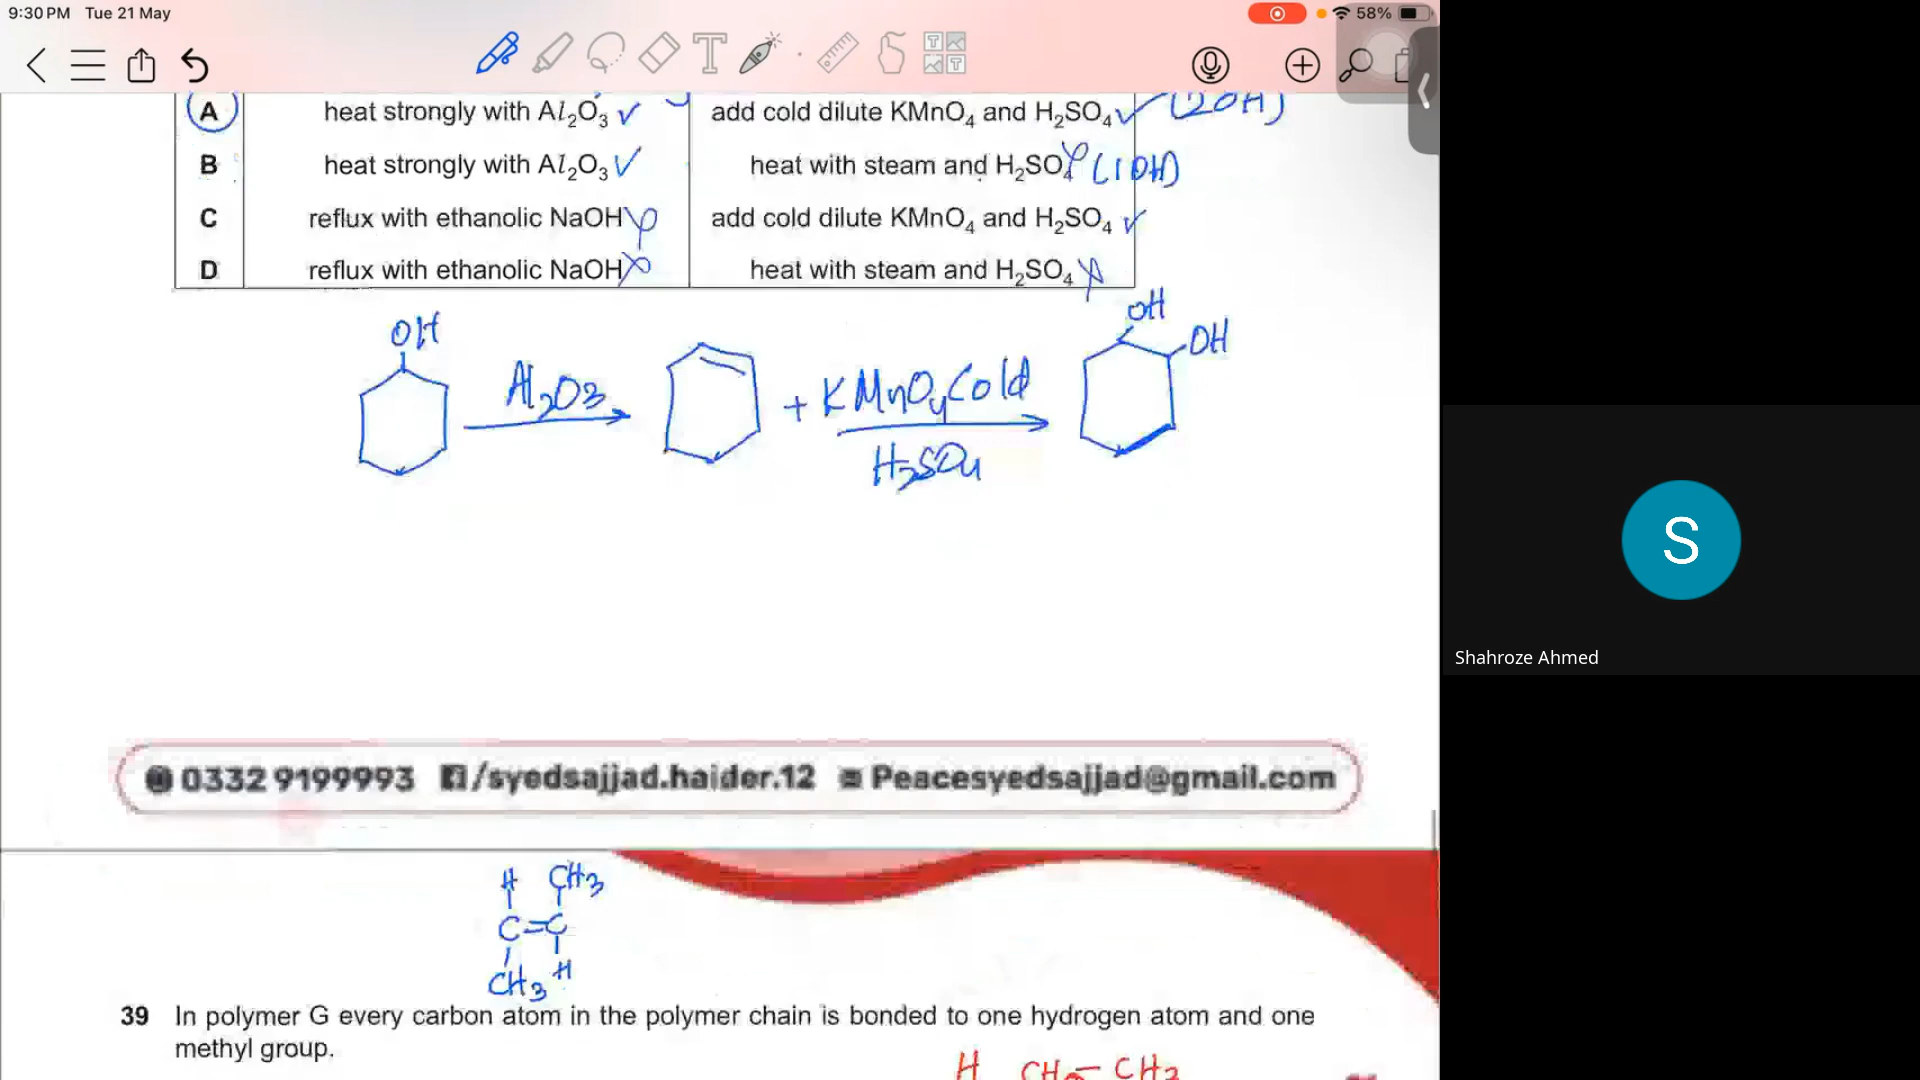 9:30 PM Tue 21 May
58%
A heat strongly with Al2O3 ✓ add cold dilute KMnO4 and H2SO4 ✓ (2OH)
B heat strongly with Al2O3 ✓ heat with steam and H2SO4 (1OH)
C reflux with ethanolic NaOH add cold dilute KMnO4 and H2SO4 ✓
D reflux with ethanolic NaOH heat with steam and H2SO4
OH
OH
OH
Al2O3
+ KMnO4 Cold
H2SO4
S
Shahroze Ahmed
0332 9199993 /syedsajjad.haider.12 Peacesyedsajjad@gmail.com
H CH3
C=C
CH3 H
39 In polymer G every carbon atom in the polymer chain is bonded to one hydrogen atom and one
methyl group.
H